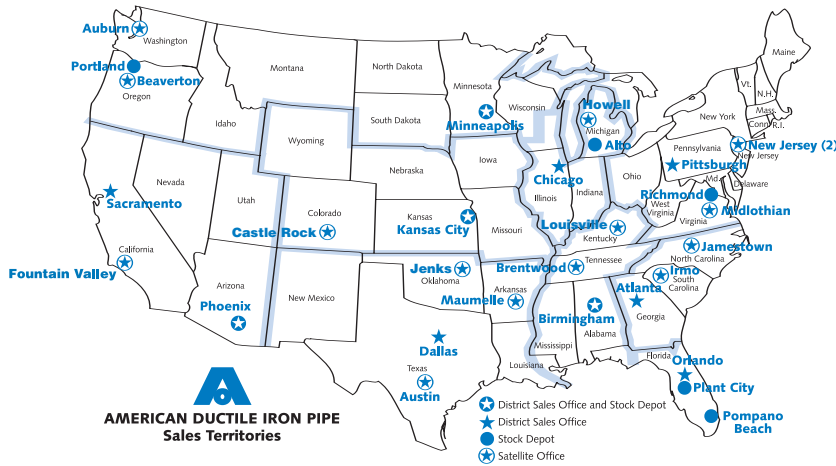 Auburn
Washington
Portland
Beaverton
Oregon
Idaho
Montana
North Dakota
South Dakota
Minnesota
Minneapolis
Wisconsin
Howell
Michigan
Alto
Maine
Vt.
N.H.
Mass.
Conn.
R.I.
New York
Pennsylvania
Pittsburgh
New Jersey (2)
New Jersey
Md.
Delaware
Wyoming
Nebraska
Iowa
Chicago
Illinois
Indiana
Ohio
West
Virginia
Richmond
Virginia
Midlothian
Nevada
Utah
Sacramento
California
Fountain Valley
Colorado
Castle Rock
Kansas
Kansas City
Missouri
Louisville
Kentucky
Brentwood
Tennessee
Jamestown
North Carolina
Irmo
South
Carolina
Atlanta
Georgia
Arizona
Phoenix
New Mexico
Jenks
Oklahoma
Maumelle
Arkansas
Birmingham
Alabama
Mississippi
Louisiana
Dallas
Texas
Austin
Florida
Orlando
Plant City
Pompano
Beach
AMERICAN DUCTILE IRON PIPE
Sales Territories
District Sales Office and Stock Depot
District Sales Office
Stock Depot
Satellite Office